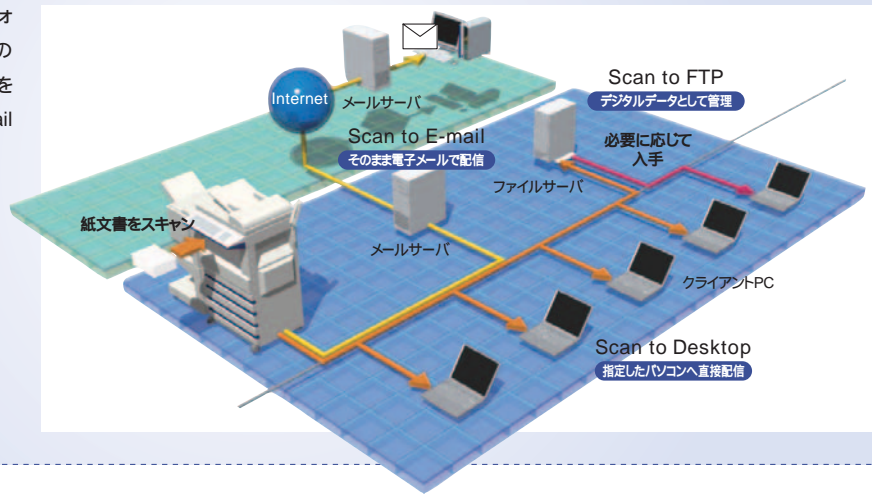 ォ
の
を
ail
Internet
メールサーバ
Scan to E-mail
そのまま電子メールで配信
Scan to FTP
デジタルデータとして管理
必要に応じて
入手
ファイルサーバ
紙文書をスキャン
メールサーバ
クライアントPC
Scan to Desktop
指定したパソコンへ直接配信